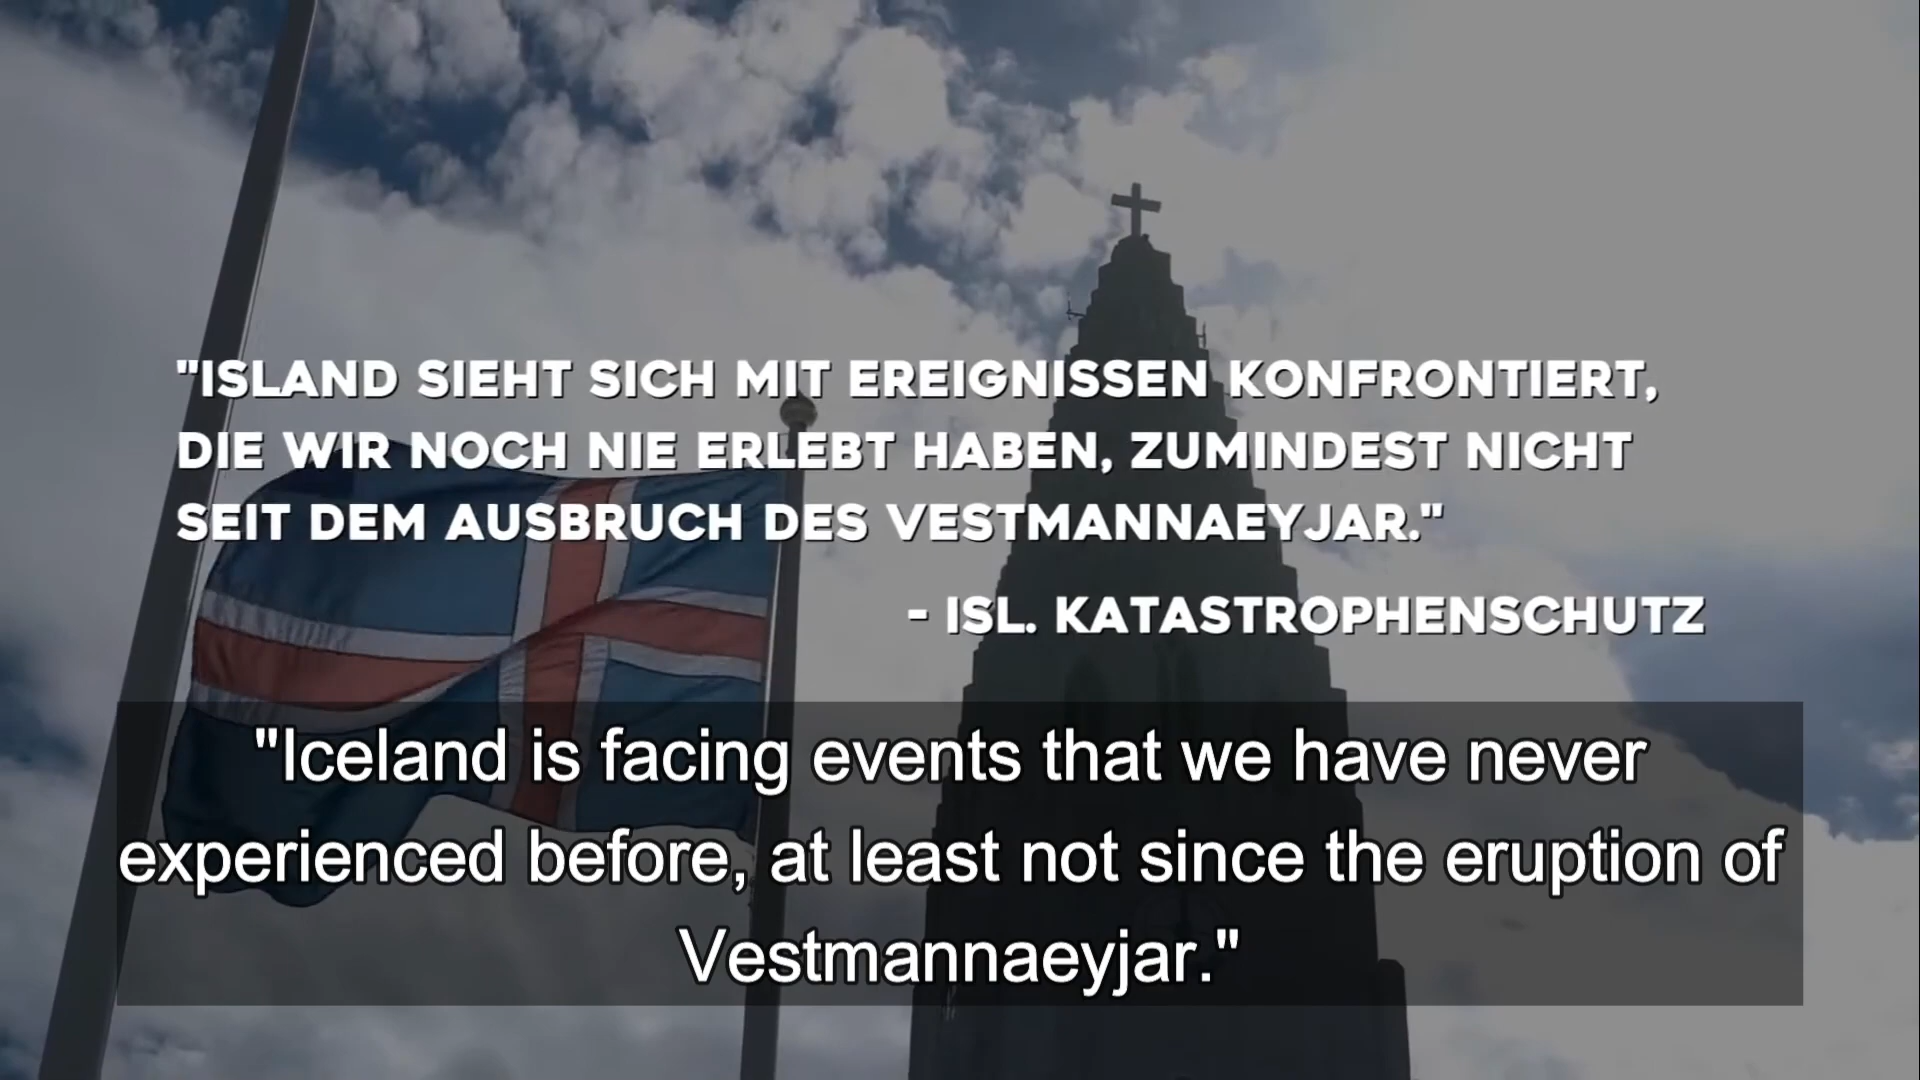 "ISLAND SIEHT SICH MIT EREIGNISSEN KONFRONTIERT,
DIE WIR NOCH NIE ERLEBT HABEN, ZUMINDEST NICHT
SEIT DEM AUSBRUCH DES VESTMANNAEYJAR."
- ISL. KATASTROPHENSCHUTZ
"Iceland is facing events that we have never
experienced before, at least not since the eruption of
Vestmannaeyjar."